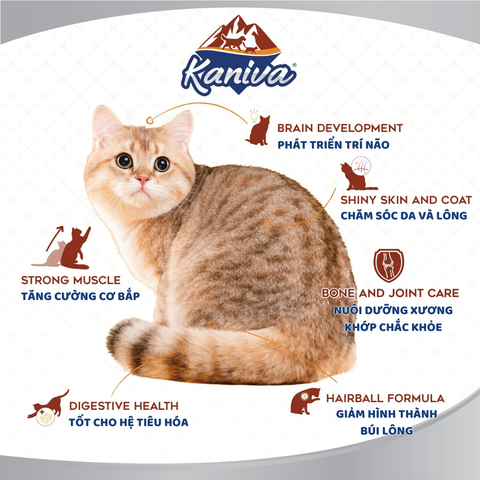 Kaniva®
BRAIN DEVELOPMENT
PHÁT TRIỂN TRÍ NÃO
SHINY SKIN AND COAT
CHĂM SÓC DA VÀ LÔNG
STRONG MUSCLE
TĂNG CƯỜNG CƠ BẮP
BONE AND JOINT CARE
NUÔI DƯỠNG XƯƠNG
KHỚP CHẮC KHỎE
DIGESTIVE HEALTH
TỐT CHO HỆ TIÊU HÓA
HAIRBALL FORMULA
GIẢM HÌNH THÀNH
BÚI LÔNG